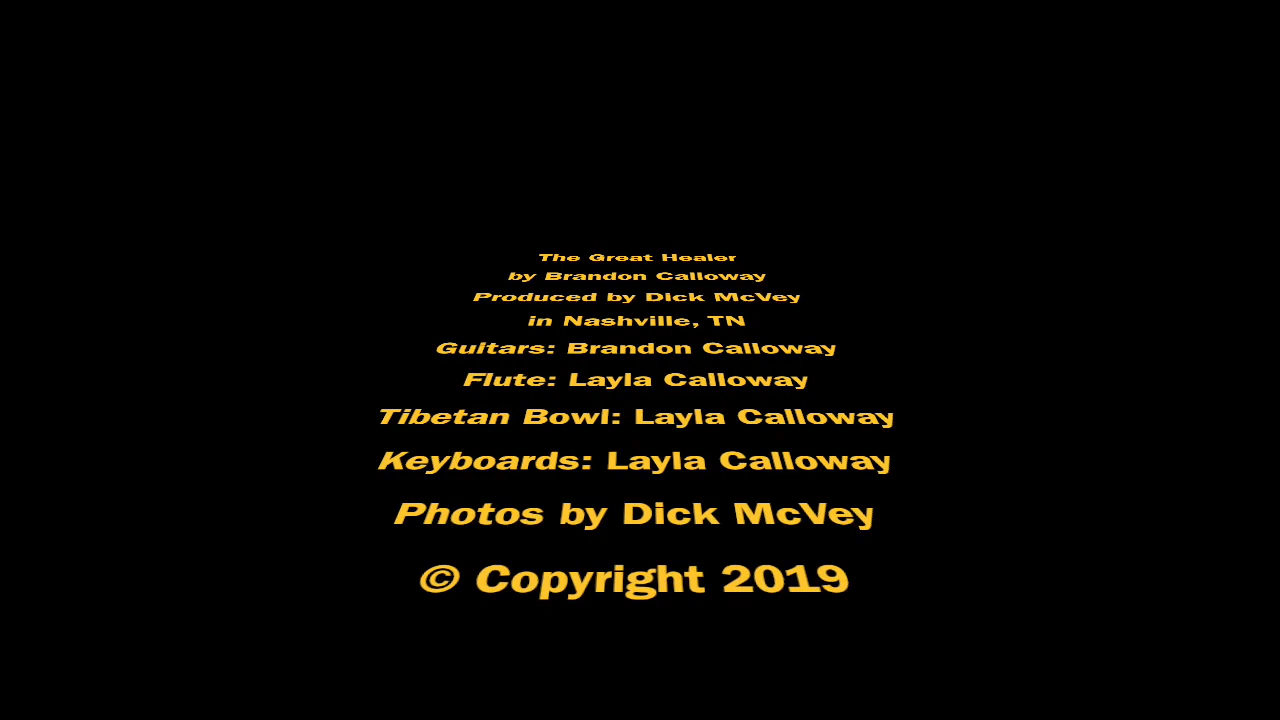 The Great Healer
by Brandon Calloway
Produced by Dick McVey
in Nashville, TN
Guitars: Brandon Calloway
Flute: Layla Calloway
Tibetan Bowl: Layla Calloway
Keyboards: Layla Calloway
Photos by Dick McVey
© Copyright 2019